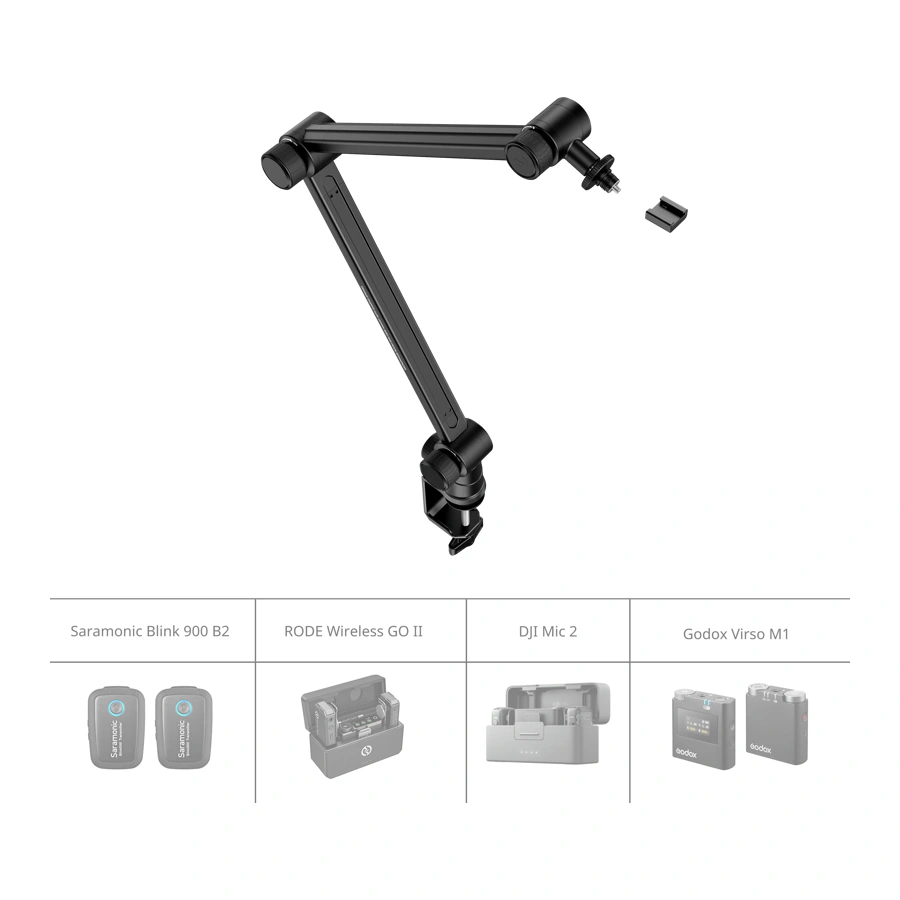 Saramonic Blink 900 B2
RODE Wireless GO II
DJI Mic 2
Godox Virso M1
Saramonic
Saramonic
Godox
Godox